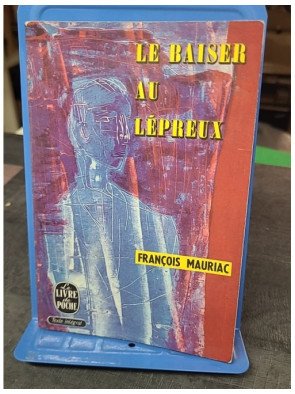 LE BAISER
AU
LÉPREUX
FRANÇOIS MAURIAC
Le
LIVRE
de
POCHE
Texte intégral